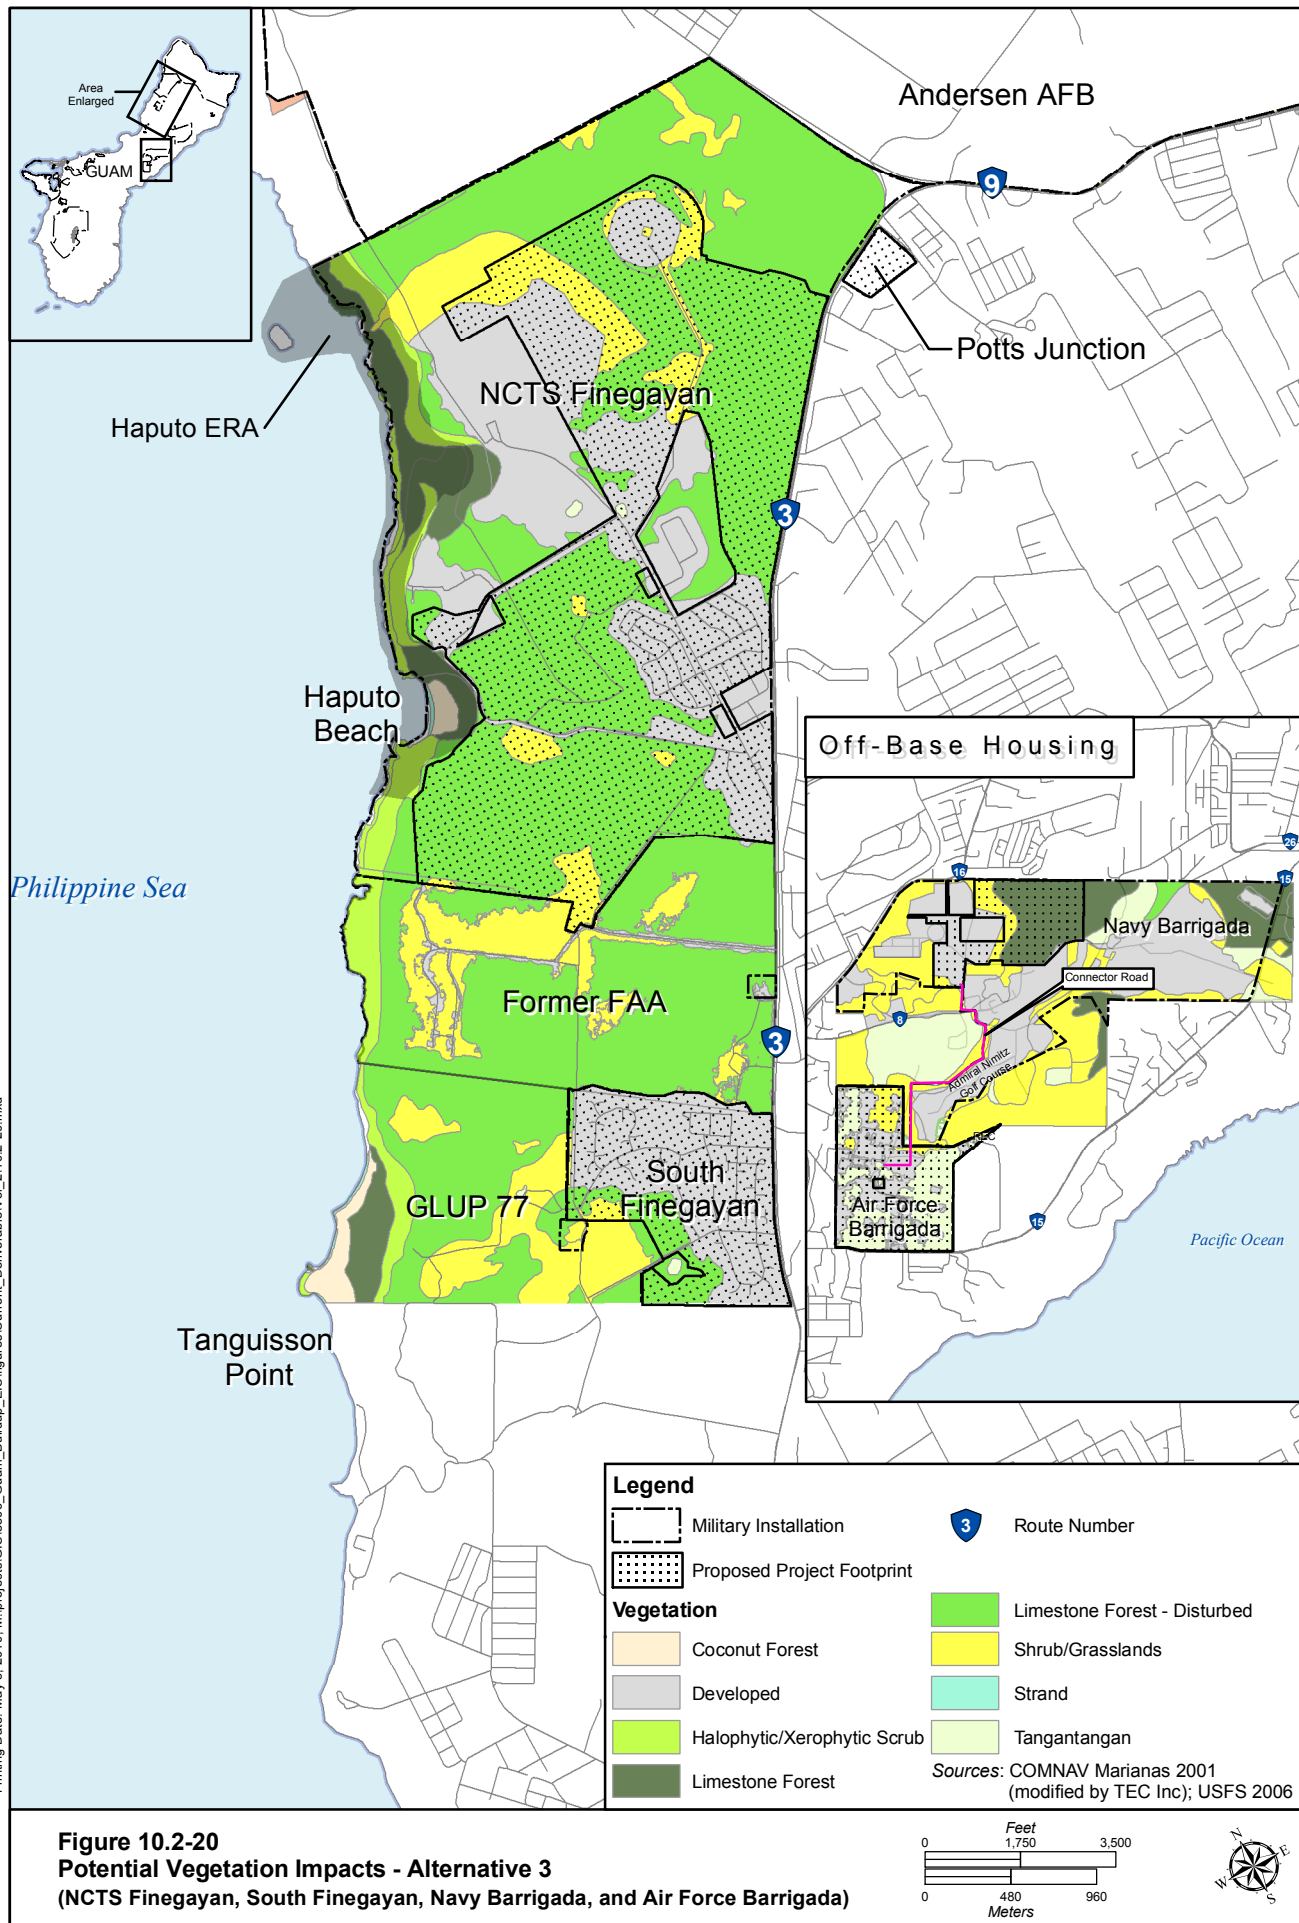 Area
Enlarged
GUAM
Andersen AFB
9
Potts Junction
NCTS Finegayan
Haputo ERA
3
Haputo
Beach
Off-Base Housing
26
16
15
Navy Barrigada
Connector Road
8
Admiral Nimitz
Golf Course
REC
Air Force
Barrigada
15
Pacific Ocean
Philippine Sea
Former FAA
3
South
Finegayan
GLUP 77
Tanguisson
Point
Legend
Military Installation
3
Route Number
Proposed Project Footprint
Vegetation
Limestone Forest - Disturbed
Coconut Forest
Shrub/Grasslands
Developed
Strand
Halophytic/Xerophytic Scrub
Tangantangan
Limestone Forest
Sources: COMNAV Marianas 2001
(modified by TEC Inc); USFS 2006
Figure 10.2-20
Potential Vegetation Impacts - Alternative 3
(NCTS Finegayan, South Finegayan, Navy Barrigada, and Air Force Barrigada)
Feet
0 1,750 3,500
0 480 960
Meters
N
E
W
S